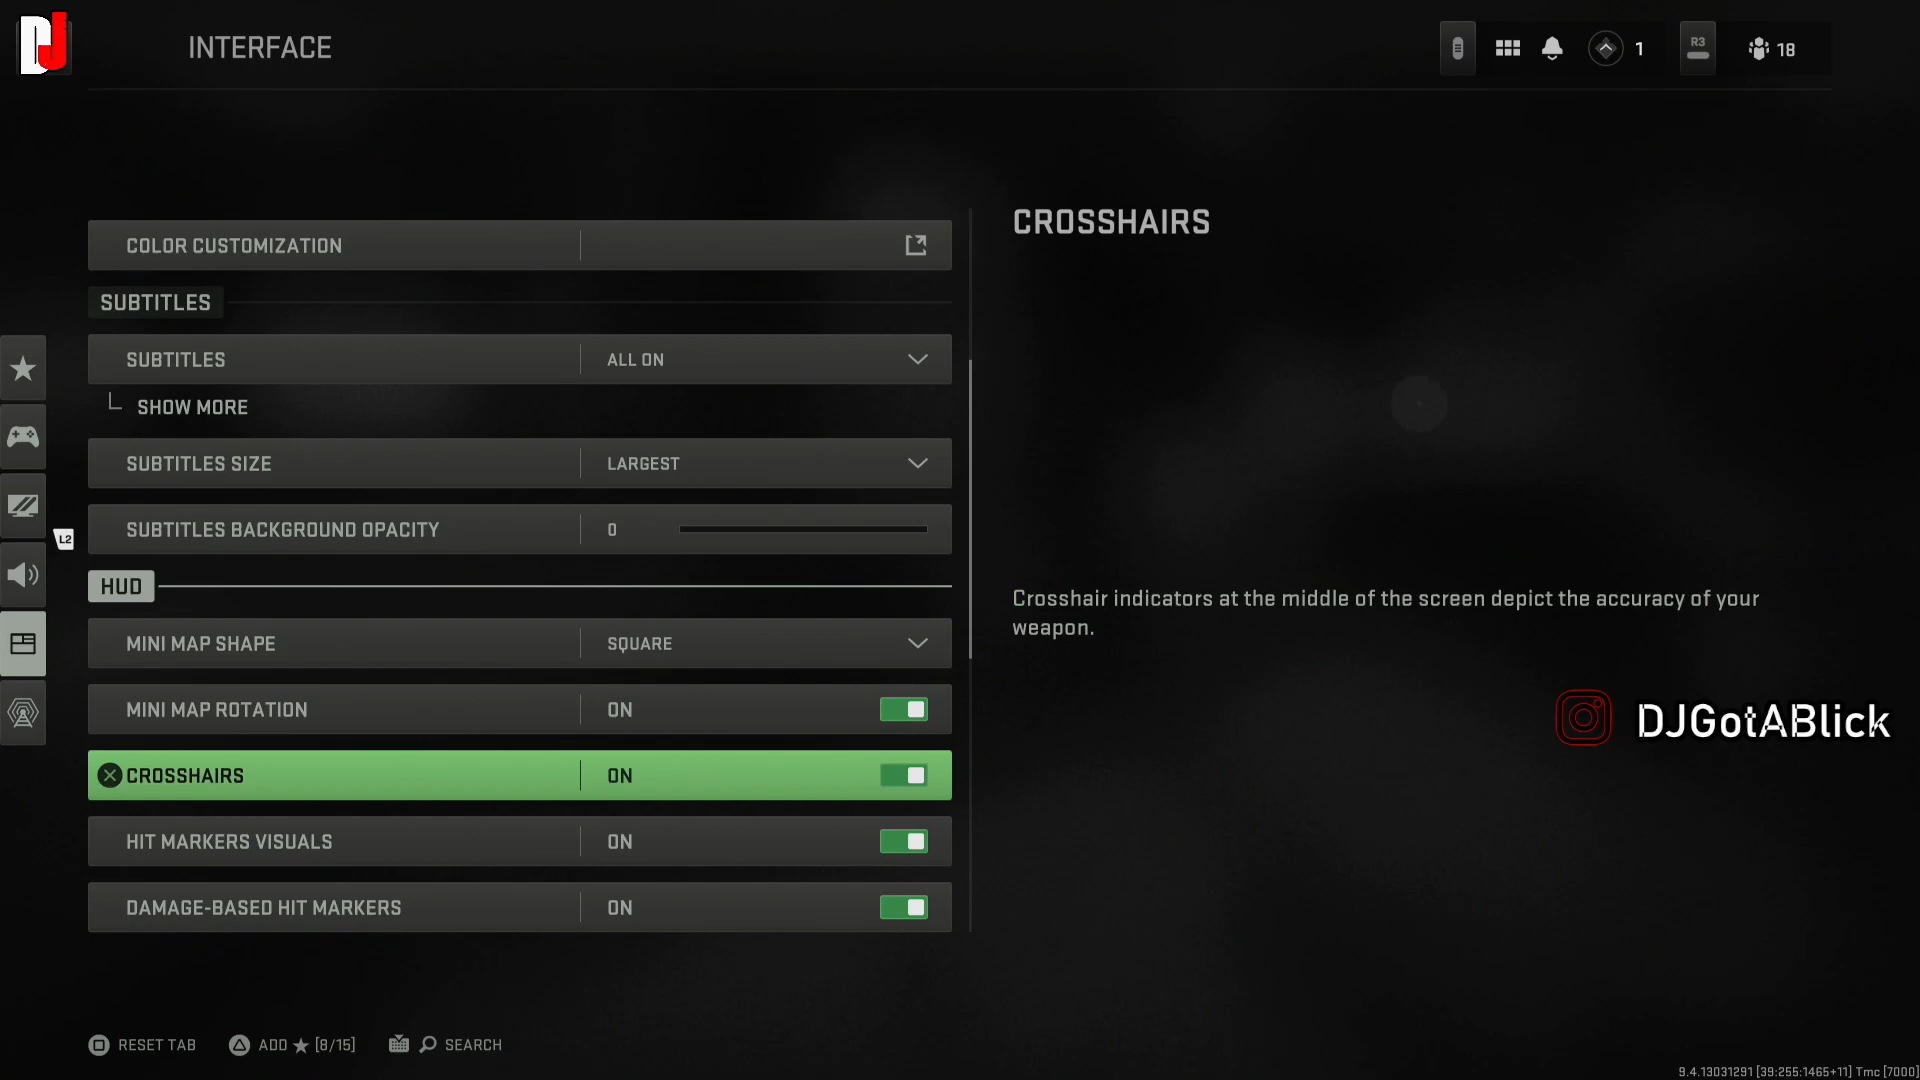 DJ
INTERFACE
1
R3
18
COLOR CUSTOMIZATION
SUBTITLES
SUBTITLES ALL ON
SHOW MORE
SUBTITLES SIZE LARGEST
SUBTITLES BACKGROUND OPACITY 0
L2
HUD
MINI MAP SHAPE SQUARE
MINI MAP ROTATION ON
CROSSHAIRS ON
HIT MARKERS VISUALS ON
DAMAGE-BASED HIT MARKERS ON
CROSSHAIRS
Crosshair indicators at the middle of the screen depict the accuracy of your
weapon.
DJGotABlick
RESET TAB ADD ★ [8/15] SEARCH
9.4.13031291 [39:255:1465+11] Tmc [7000]